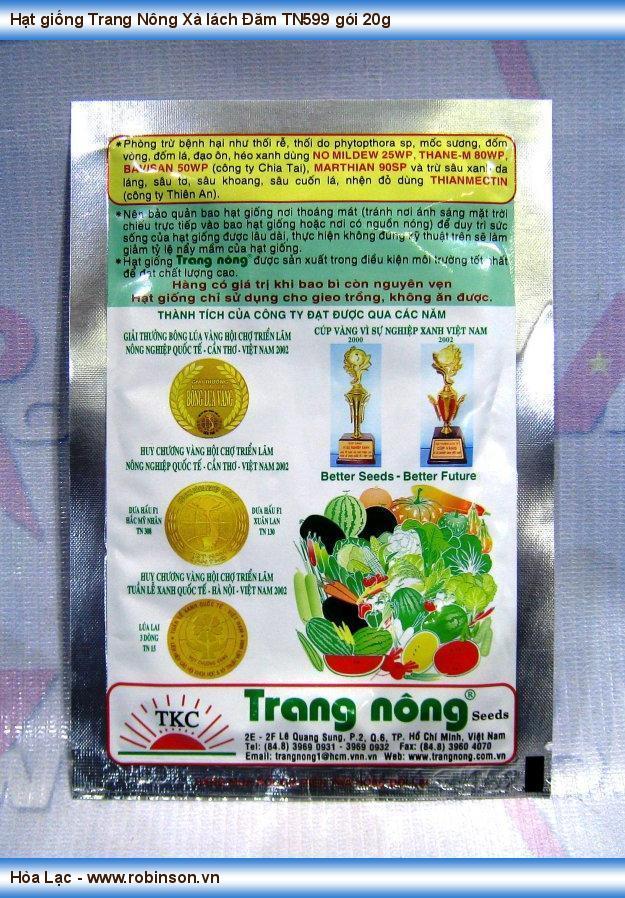 Hạt giống Trang Nông Xà lách Đăm TN599 gói 20g
*Phòng trừ bệnh hại như thối rễ, thối do phytopthora sp, mốc sương, đốm
vòng, đốm lá, đạo ôn, héo xanh dùng NO MILDEW 25WP, THANE-M 80WP,
BAVISAN 50WP (công ty Chia Tai), MARTHIAN 90SP và trừ sâu xanh da
láng, sâu tơ, sâu khoang, sâu cuốn lá, nhện đỏ dùng THIANMECTIN
(công ty Thiên An).
*Nên bảo quản bao hạt giống nơi thoáng mát (tránh nơi ánh sáng mặt trời
chiếu trực tiếp vào bao hạt giống hoặc nơi có nguồn nóng) để duy trì sức
sống của hạt giống được lâu dài, thực hiện không đúng kỹ thuật trên sẽ làm
giảm tỷ lệ nẩy mầm của hạt giống.
*Hạt giống Trang nông® được sản xuất trong điều kiện môi trường tốt nhất
để đạt chất lượng cao.
Hàng có giá trị khi bao bì còn nguyên vẹn
Hạt giống chỉ sử dụng cho gieo trồng, không ăn được.
THÀNH TÍCH CỦA CÔNG TY ĐẠT ĐƯỢC QUA CÁC NĂM
GIẢI THƯỞNG BÔNG LÚA VÀNG HỘI CHỢ TRIỂN LÃM
NÔNG NGHIỆP QUỐC TẾ - CẦN THƠ - VIỆT NAM 2002
CÚP VÀNG VÌ SỰ NGHIỆP XANH VIỆT NAM
2000
2002
GIẢI THƯỞNG
BÔNG LÚA VÀNG
CÚP VÀNG
HUY CHƯƠNG VÀNG HỘI CHỢ TRIỂN LÃM
NÔNG NGHIỆP QUỐC TẾ - CẦN THƠ - VIỆT NAM 2002
Better Seeds - Better Future
DƯA HẤU F1
HẮC MỸ NHÂN
TN 308
DƯA HẤU F1
XUÂN LAN
TN 130
HUY CHƯƠNG VÀNG HỘI CHỢ TRIỂN LÃM
TUẦN LỄ XANH QUỐC TẾ - HÀ NỘI - VIỆT NAM 2002
LÚA LAI
3 DÒNG
TN 15
HUY CHƯƠNG VÀNG
TKC
Trang nông® Seeds
2E - 2F Lê Quang Sung, P.2, Q.6, TP. Hồ Chí Minh, Việt Nam
Tel: (84.8) 3969 0931 - 3969 0932 Fax: (84.8) 3960 4070
Email: trangnong1@hcm.vnn.vn Web: www.trangnong.com.vn
Hòa Lạc - www.robinson.vn